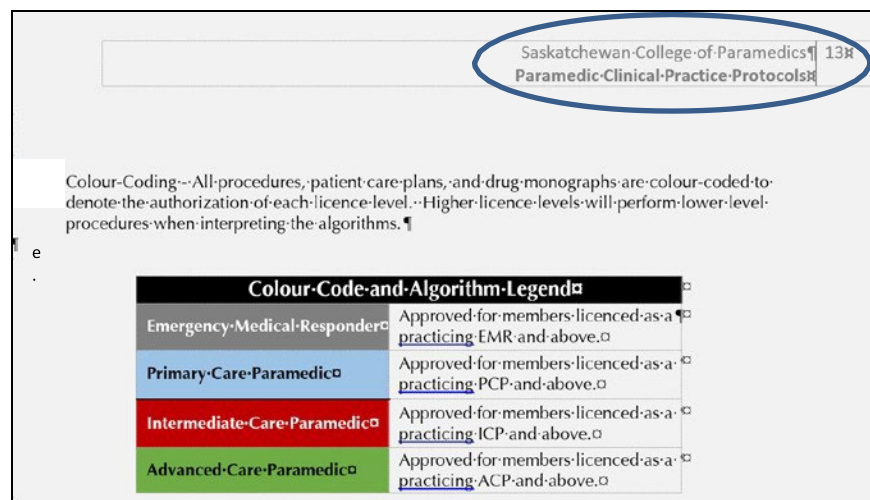 Saskatchewan College of Paramedics¶ 13¤
Paramedic Clinical Practice Protocols¤
Colour-Coding - All procedures, patient care plans, and drug monographs are colour-coded to
denote the authorization of each licence level.  Higher licence levels will perform lower level
procedures when interpreting the algorithms. ¶
¶
e
.
Colour Code and Algorithm Legend¤ ¤
Emergency Medical Responder¤
Approved for members licenced as a ¶
practicing EMR and above.¤
Primary Care Paramedic¤
Approved for members licenced as a ¤
practicing PCP and above.¤
Intermediate Care Paramedic¤
Approved for members licenced as a ¤
practicing ICP and above.¤
Advanced Care Paramedic¤
Approved for members licenced as a ¤
practicing ACP and above.¤